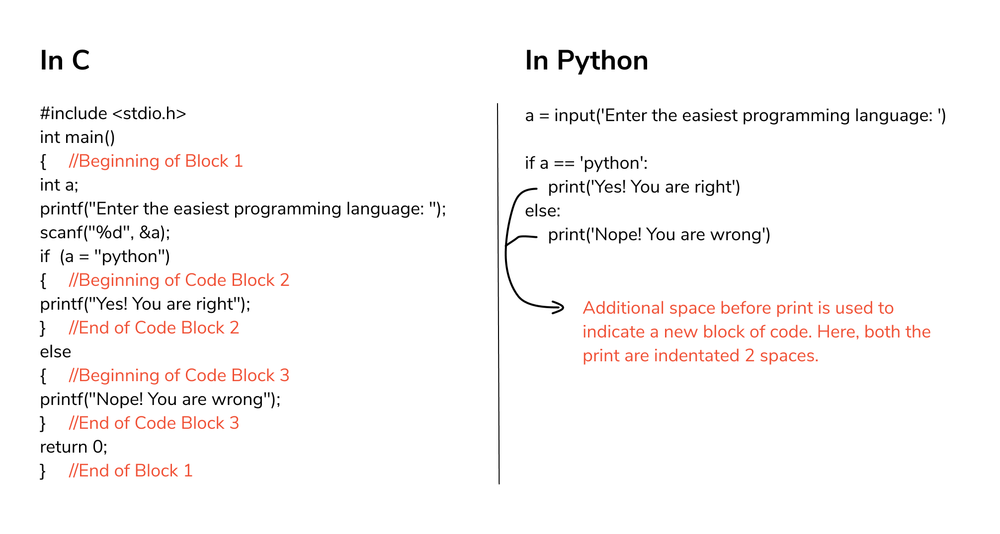 In C
#include <stdio.h>
int main()
{ //Beginning of Block 1
int a;
printf("Enter the easiest programming language: ");
scanf("%d", &a);
if  (a = "python")
{ //Beginning of Code Block 2
printf("Yes! You are right");
} //End of Code Block 2
else
{ //Beginning of Code Block 3
printf("Nope! You are wrong");
} //End of Code Block 3
return 0;
} //End of Block 1
In Python
a = input('Enter the easiest programming language: ')
if a == 'python':
print('Yes! You are right')
else:
print('Nope! You are wrong')
Additional space before print is used to
indicate a new block of code. Here, both the
print are indentated 2 spaces.